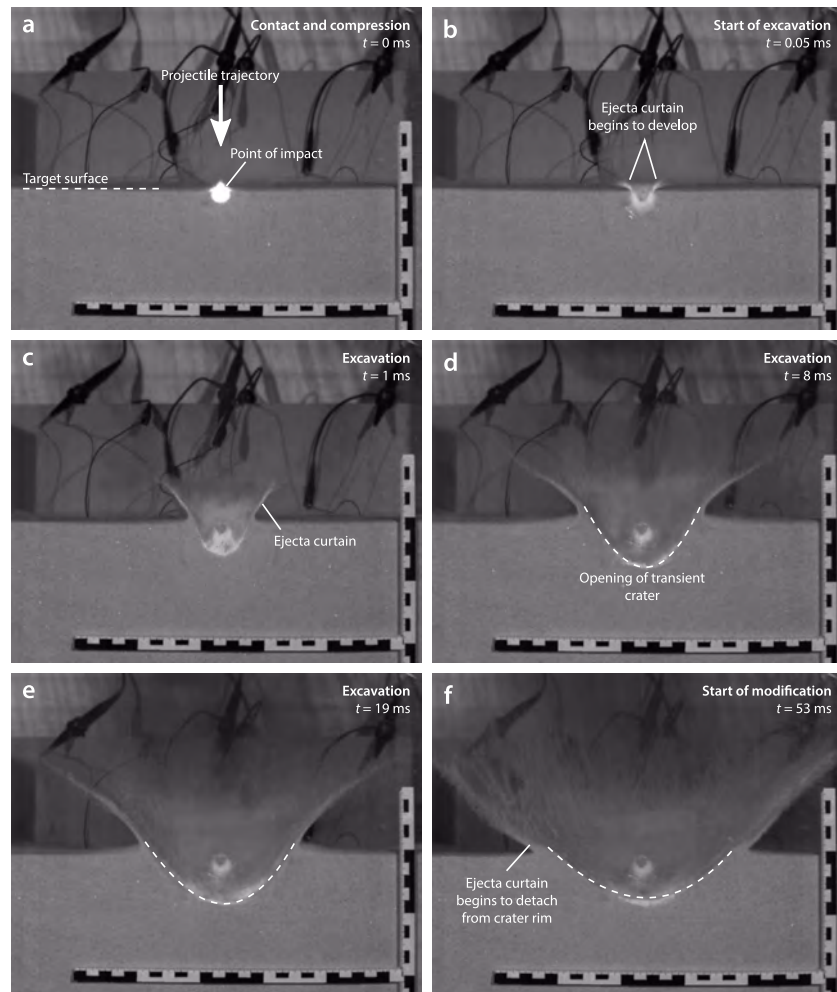 a
Contact and compression
t = 0 ms
Projectile trajectory
Point of impact
Target surface
b
Start of excavation
t = 0.05 ms
Ejecta curtain
begins to develop
c
Excavation
t = 1 ms
Ejecta curtain
d
Excavation
t = 8 ms
Opening of transient
crater
e
Excavation
t = 19 ms
f
Start of modification
t = 53 ms
Ejecta curtain
begins to detach
from crater rim